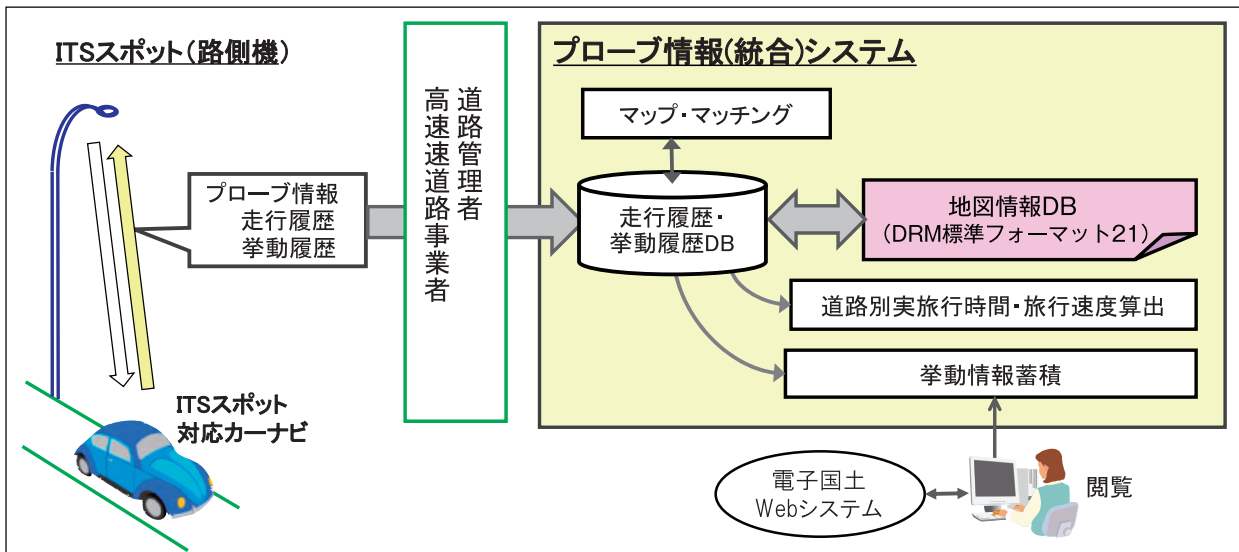 ITSスポット(路側機)
プローブ情報
走行履歴
挙動履歴
ITSスポット
対応カーナビ
道路管理者
高速速道路事業者
プローブ情報(統合)システム
マップ・マッチング
走行履歴・
挙動履歴DB
地図情報DB
(DRM標準フォーマット21)
道路別実旅行時間・旅行速度算出
挙動情報蓄積
電子国土
Webシステム
閲覧